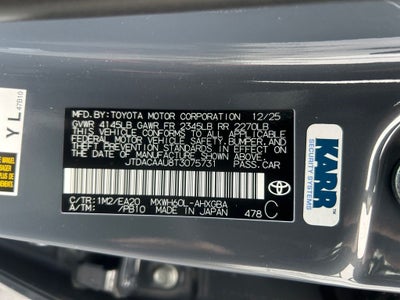 MFD. BY: TOYOTA MOTOR CORPORATION 12/25
GVWR 4145LB GAWR FR 2345LB RR 2270LB
THIS VEHICLE CONFORMS TO ALL APPLICABLE
FEDERAL MOTOR VEHICLE SAFETY, BUMPER,
AND THEFT PREVENTION STANDARDS IN EFFECT ON
THE DATE OF MANUFACTURE SHOWN ABOVE.
JTDACAAU8T3075731 PASS.CAR
C/TR: 1M2/EA20 MXWH60L-AHXGBA
A/TM: /PB10 MADE IN JAPAN 478 C
YL
47B10
KARR
SECURITY SYSTEMS